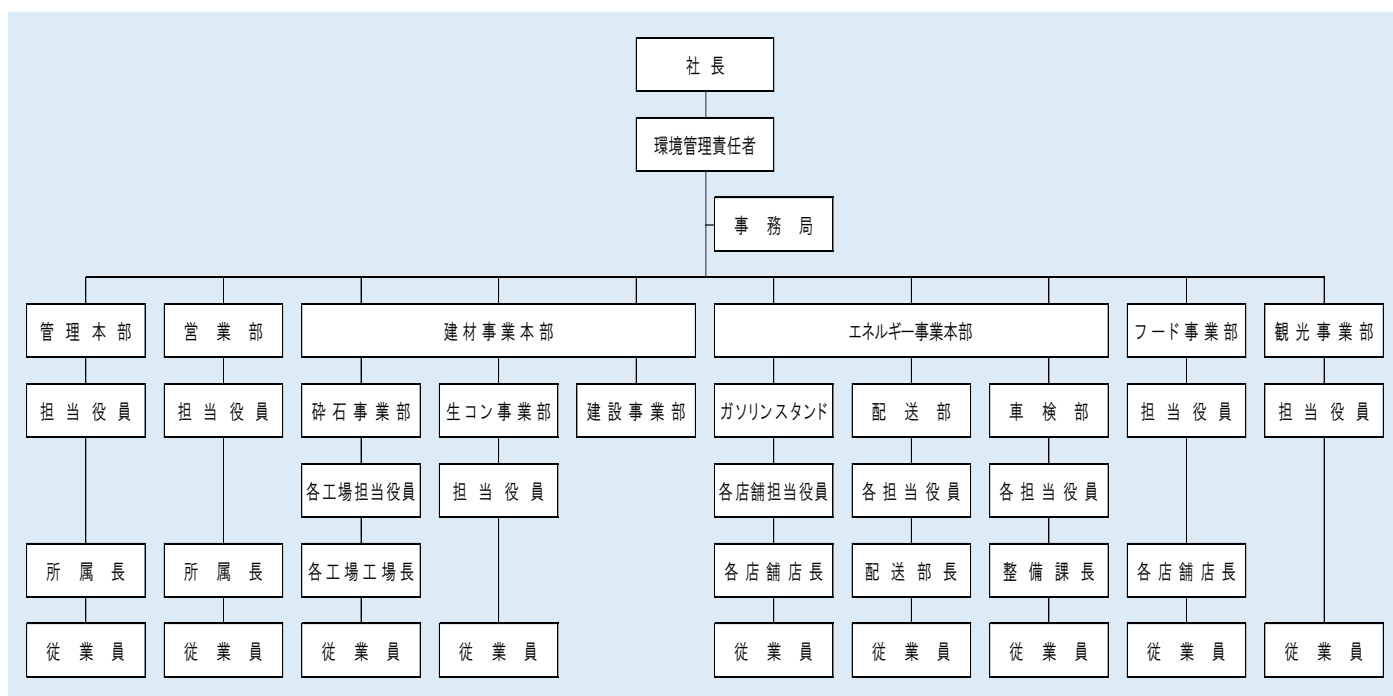 社長
環境管理責任者
事務局
管理本部
営業部
建材事業本部
エネルギー事業本部
フード事業部
観光事業部
担当役員
担当役員
砕石事業部
生コン事業部
建設事業部
ガソリンスタンド
配送部
車検部
担当役員
担当役員
各工場担当役員
担当役員
各店舗担当役員
各担当役員
各担当役員
所属長
所属長
各工場工場長
各店舗店長
配送部長
整備課長
各店舗店長
従業員
従業員
従業員
従業員
従業員
従業員
従業員
従業員
従業員